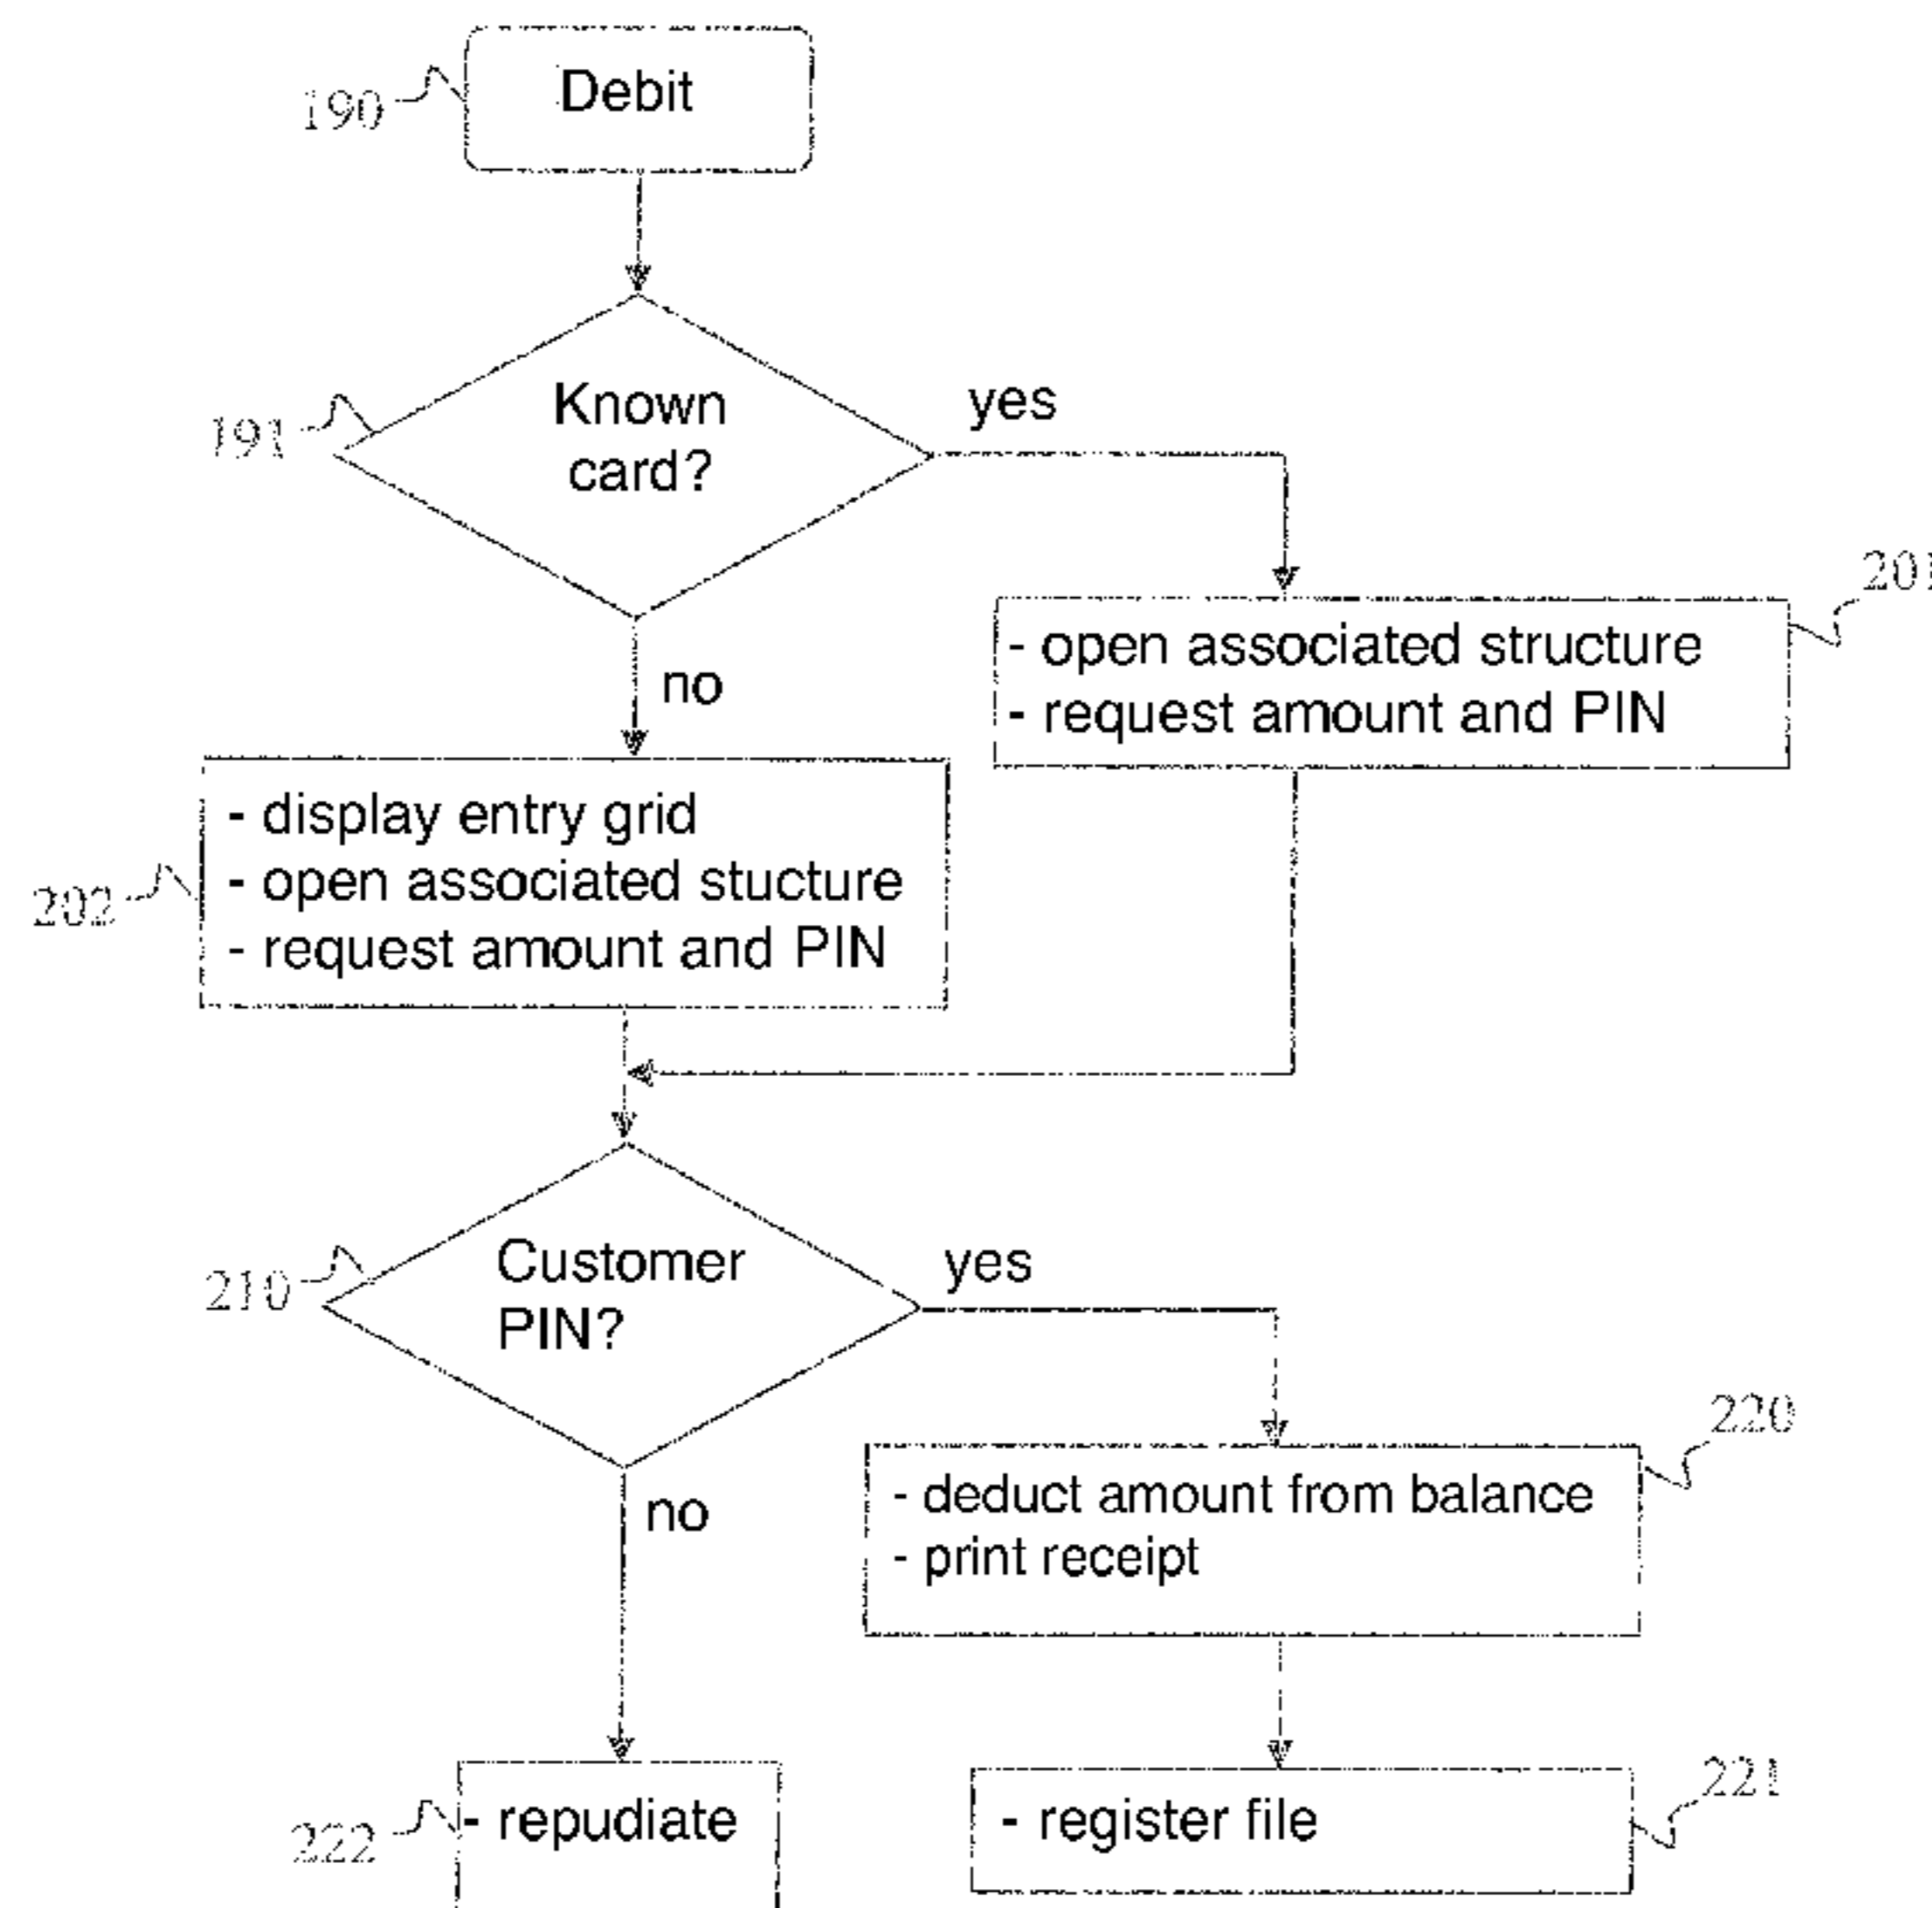 Debit
190
Known
card?
191
yes
201
- open associated structure
- request amount and PIN
no
- display entry grid
- open associated stucture
- request amount and PIN
202
Customer
PIN?
210
yes
220
- deduct amount from balance
- print receipt
no
221
- repudiate
222
- register file